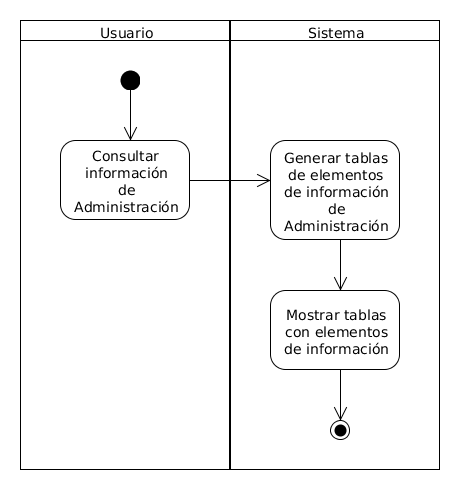 Usuario
Sistema
Consultar
información
de
Administración
Generar tablas
de elementos
de información
de
Administración
Mostrar tablas
con elementos
de información